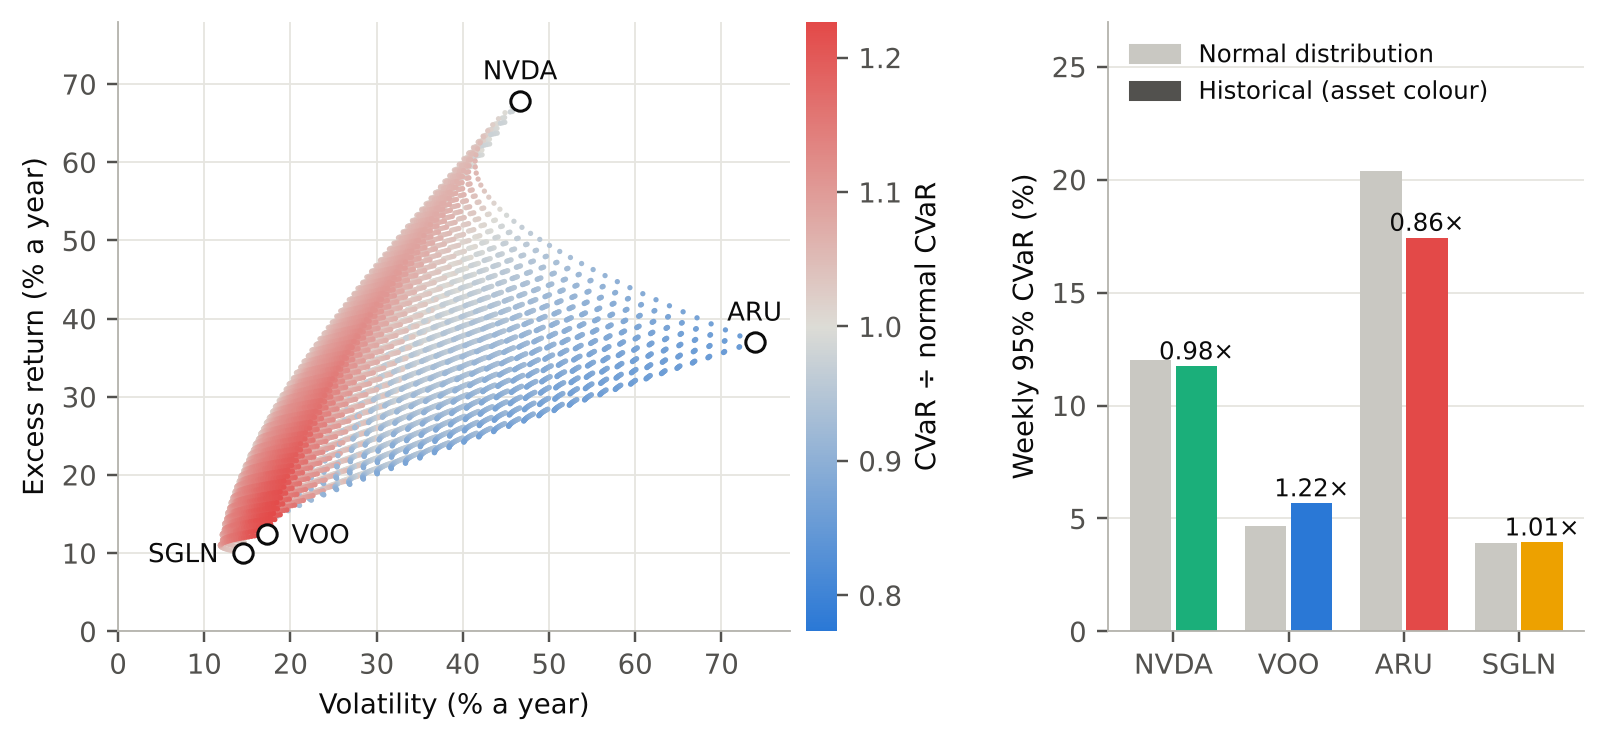 NVDA
ARU
VOO
SGLN
70
60
50
40
30
20
10
0
0
10
20
30
40
50
60
70
Excess return (% a year)
Volatility (% a year)
1.2
1.1
1.0
0.9
0.8
CVaR ÷ normal CVaR
Normal distribution
Historical (asset colour)
25
20
15
10
5
0
Weekly 95% CVaR (%)
0.98×
1.22×
0.86×
1.01×
NVDA
VOO
ARU
SGLN